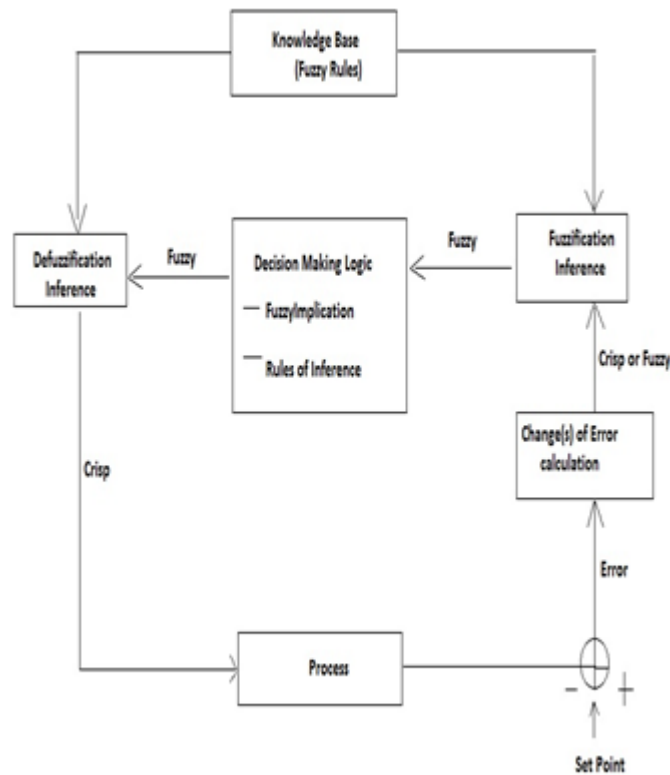 Knowledge Base
(Fuzzy Rules)
Defuzzification
Inference
Fuzzy
Decision Making Logic
— FuzzyImplication
— Rules of Inference
Fuzzy
Fuzzification
Inference
Crisp or Fuzzy
Change(s) of Error
calculation
Crisp
Error
Process
− +
Set Point